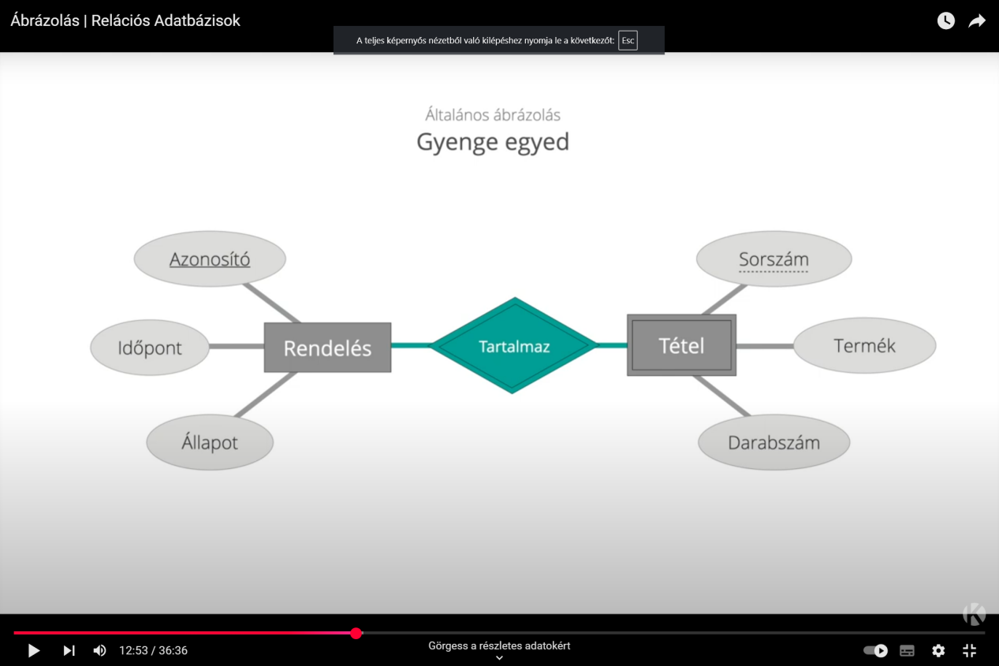 Ábrázolás | Relációs Adatbázisok
A teljes képernyős nézetből való kilépéshez nyomja le a következőt: Esc
Általános ábrázolás
Gyenge egyed
Azonosító
Sorszám
Időpont
Rendelés
Tartalmaz
Tétel
Termék
Állapot
Darabszám
12:53 / 36:36
Görgess a részletes adatokért